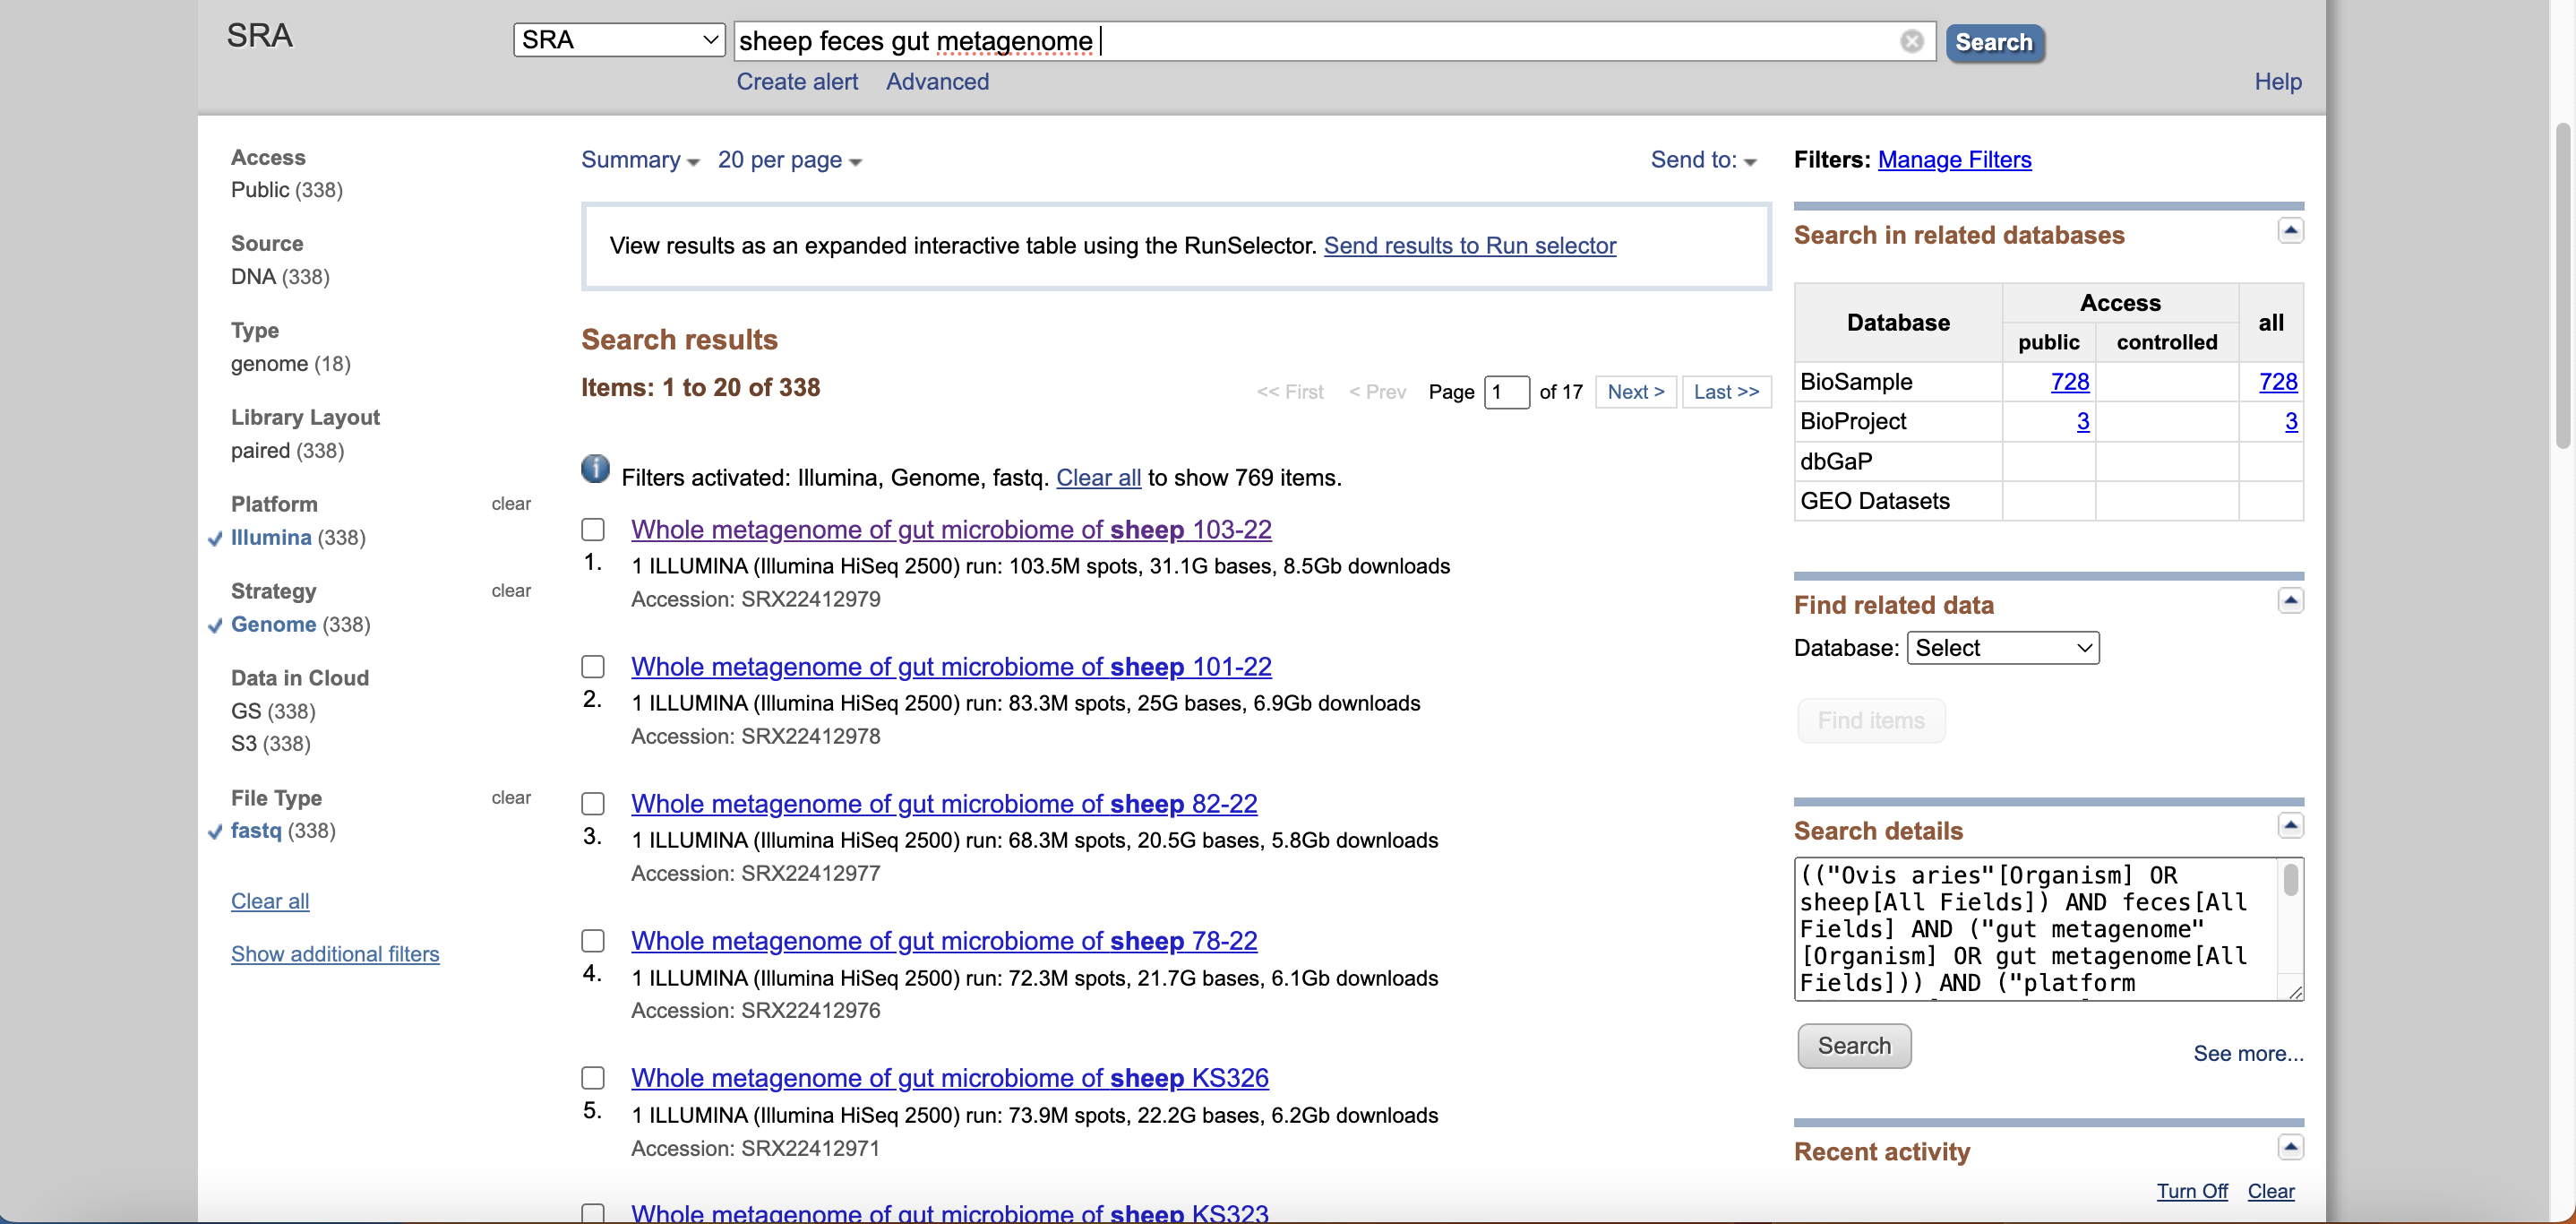 SRA
SRA
sheep feces gut metagenome
Search
Create alert Advanced
Help
Access
Public (338)
Source
DNA (338)
Type
genome (18)
Library Layout
paired (338)
Platform clear
Illumina (338)
Strategy clear
Genome (338)
Data in Cloud
GS (338)
S3 (338)
File Type clear
fastq (338)
Clear all
Show additional filters
Summary 20 per page
Send to:
View results as an expanded interactive table using the RunSelector. Send results to Run selector
Search results
Items: 1 to 20 of 338
<< First < Prev Page 1 of 17 Next > Last >>
Filters activated: Illumina, Genome, fastq. Clear all to show 769 items.
Whole metagenome of gut microbiome of sheep 103-22
1. 1 ILLUMINA (Illumina HiSeq 2500) run: 103.5M spots, 31.1G bases, 8.5Gb downloads
Accession: SRX22412979
Whole metagenome of gut microbiome of sheep 101-22
2. 1 ILLUMINA (Illumina HiSeq 2500) run: 83.3M spots, 25G bases, 6.9Gb downloads
Accession: SRX22412978
Whole metagenome of gut microbiome of sheep 82-22
3. 1 ILLUMINA (Illumina HiSeq 2500) run: 68.3M spots, 20.5G bases, 5.8Gb downloads
Accession: SRX22412977
Whole metagenome of gut microbiome of sheep 78-22
4. 1 ILLUMINA (Illumina HiSeq 2500) run: 72.3M spots, 21.7G bases, 6.1Gb downloads
Accession: SRX22412976
Whole metagenome of gut microbiome of sheep KS326
5. 1 ILLUMINA (Illumina HiSeq 2500) run: 73.9M spots, 22.2G bases, 6.2Gb downloads
Accession: SRX22412971
Whole metagenome of gut microbiome of sheep KS323
Filters: Manage Filters
Search in related databases
Database Access all
public controlled
BioSample 728 728
BioProject 3 3
dbGaP
GEO Datasets
Find related data
Database: Select
Find items
Search details
(("Ovis aries"[Organism] OR
sheep[All Fields]) AND feces[All
Fields] AND ("gut metagenome"
[Organism] OR gut metagenome[All
Fields])) AND ("platform
Search
See more...
Recent activity
Turn Off Clear